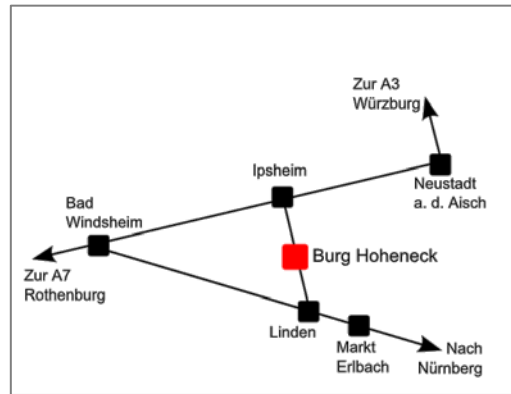 Zur A3
Würzburg
Ipsheim
Neustadt
a. d. Aisch
Bad
Windsheim
Burg Hoheneck
Zur A7
Rothenburg
Linden
Markt
Erlbach
Nach
Nürnberg